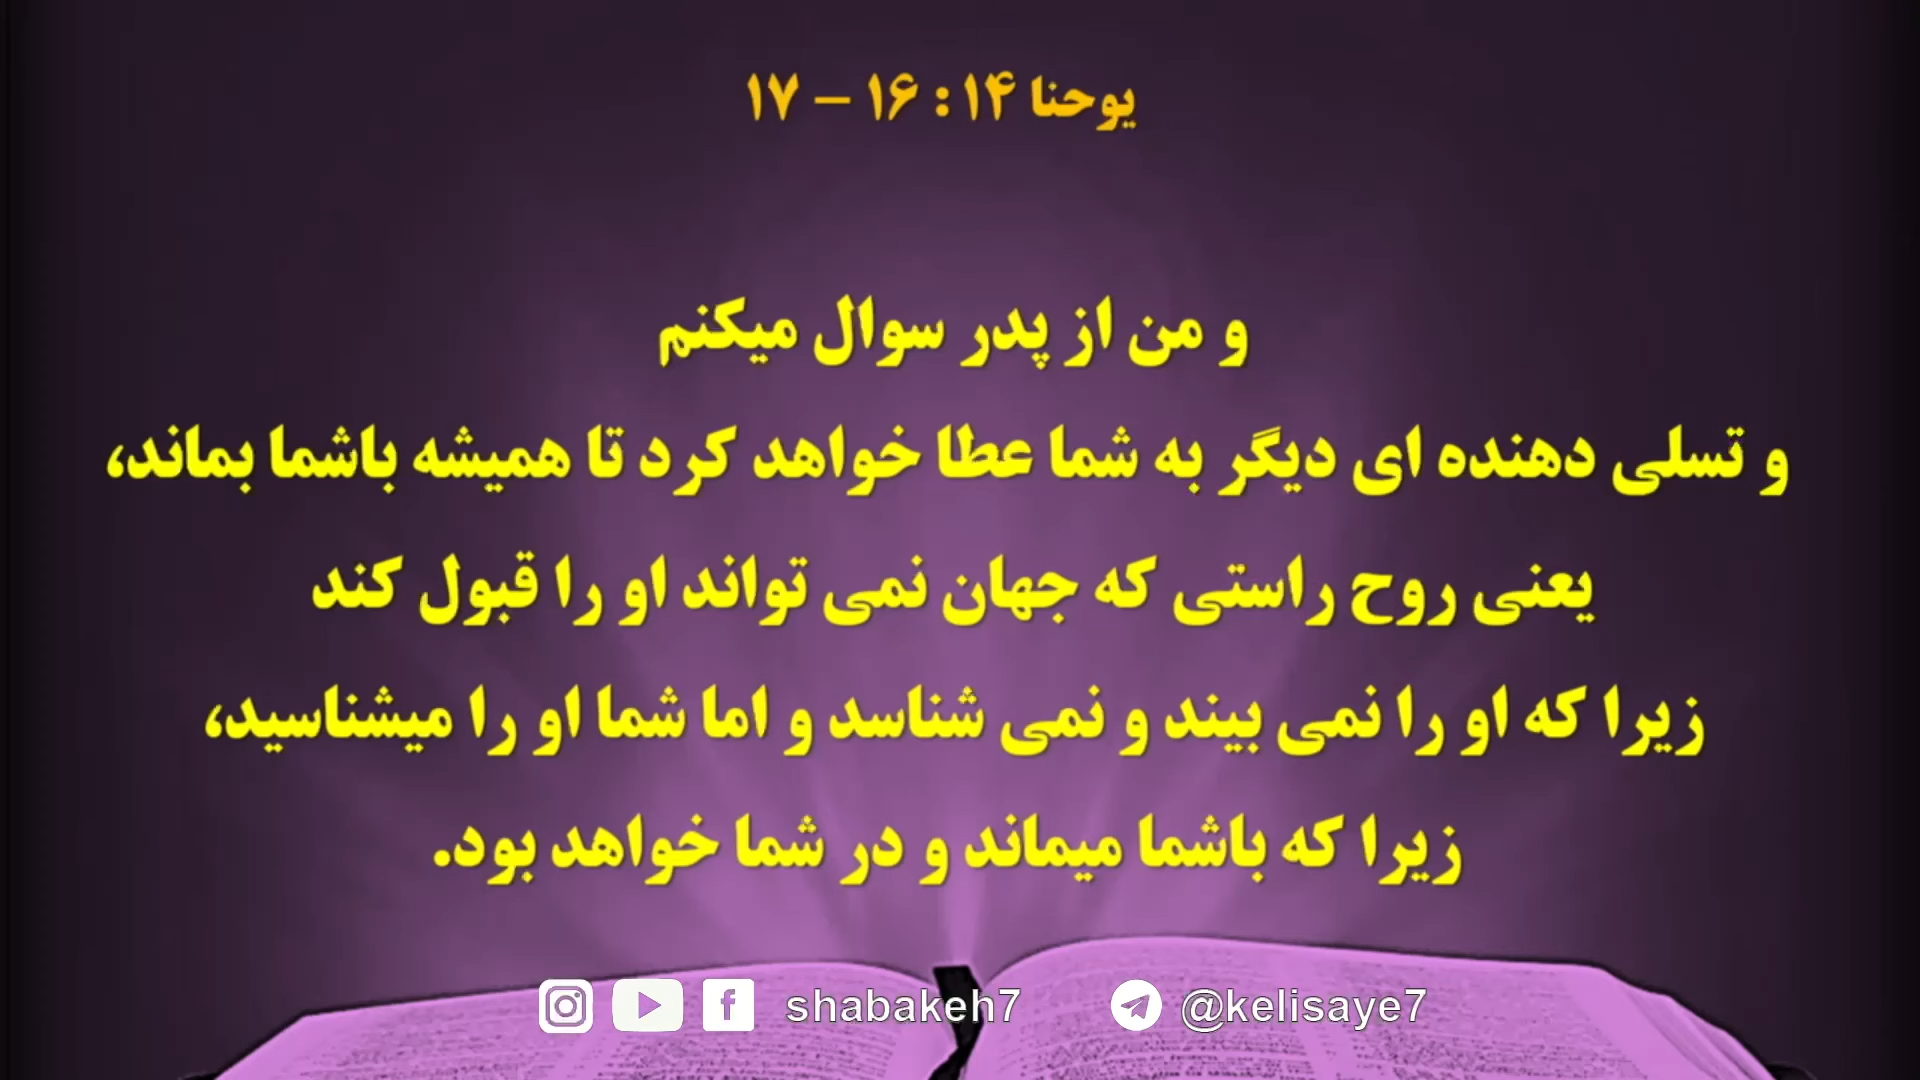 یوحنا ۱۴ : ۱۶ – ۱۷
و من از پدر سوال میکنم
و تسلی دهنده ای دیگر به شما عطا خواهد کرد تا همیشه باشما بماند،
یعنی روح راستی که جهان نمی تواند او را قبول کند
زیرا که او را نمی بیند و نمی شناسد و اما شما او را میشناسید،
زیرا که باشما میماند و در شما خواهد بود.
shabakeh7 @kelisaye7